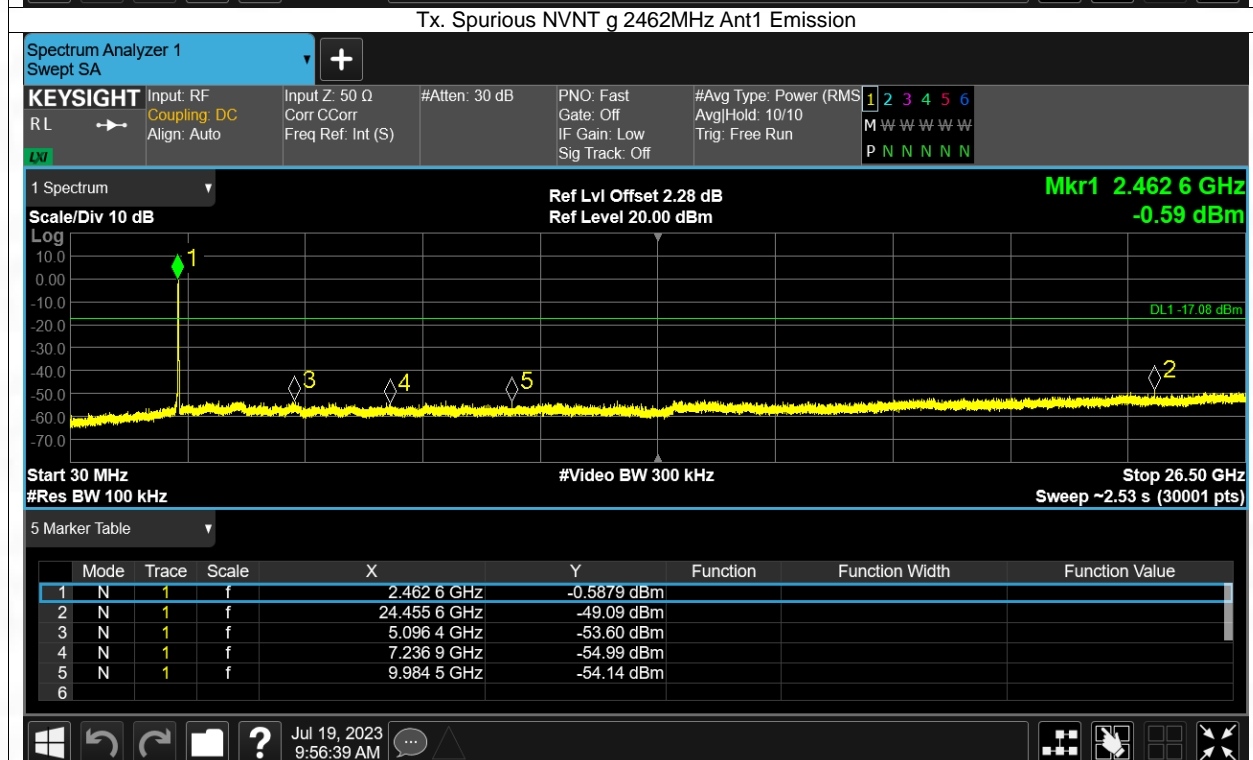 Tx. Spurious NVNT g 2462MHz Ant1 Emission
Spectrum Analyzer 1
Swept SA
+
KEYSIGHT Input: RF Input Z: 50 Ω #Atten: 30 dB PNO: Fast #Avg Type: Power (RMS 1 2 3 4 5 6
RL Coupling: DC Corr CCorr Gate: Off Avg|Hold: 10/10 M W W W W W
Align: Auto Freq Ref: Int (S) IF Gain: Low Trig: Free Run
LXI Sig Track: Off P N N N N N
1 Spectrum
Ref Lvl Offset 2.28 dB Mkr1 2.462 6 GHz
Scale/Div 10 dB Ref Level 20.00 dBm -0.59 dBm
Log
1
10.0
0.00
-10.0
DL1 -17.08 dBm
-20.0
-30.0
-40.0
3 4 5 2
-50.0
-60.0
-70.0
Start 30 MHz #Video BW 300 kHz Stop 26.50 GHz
#Res BW 100 kHz Sweep ~2.53 s (30001 pts)
5 Marker Table
Mode Trace Scale X Y Function Function Width Function Value
1 N 1 f 2.462 6 GHz -0.5879 dBm
2 N 1 f 24.455 6 GHz -49.09 dBm
3 N 1 f 5.096 4 GHz -53.60 dBm
4 N 1 f 7.236 9 GHz -54.99 dBm
5 N 1 f 9.984 5 GHz -54.14 dBm
6
? Jul 19, 2023
9:56:39 AM